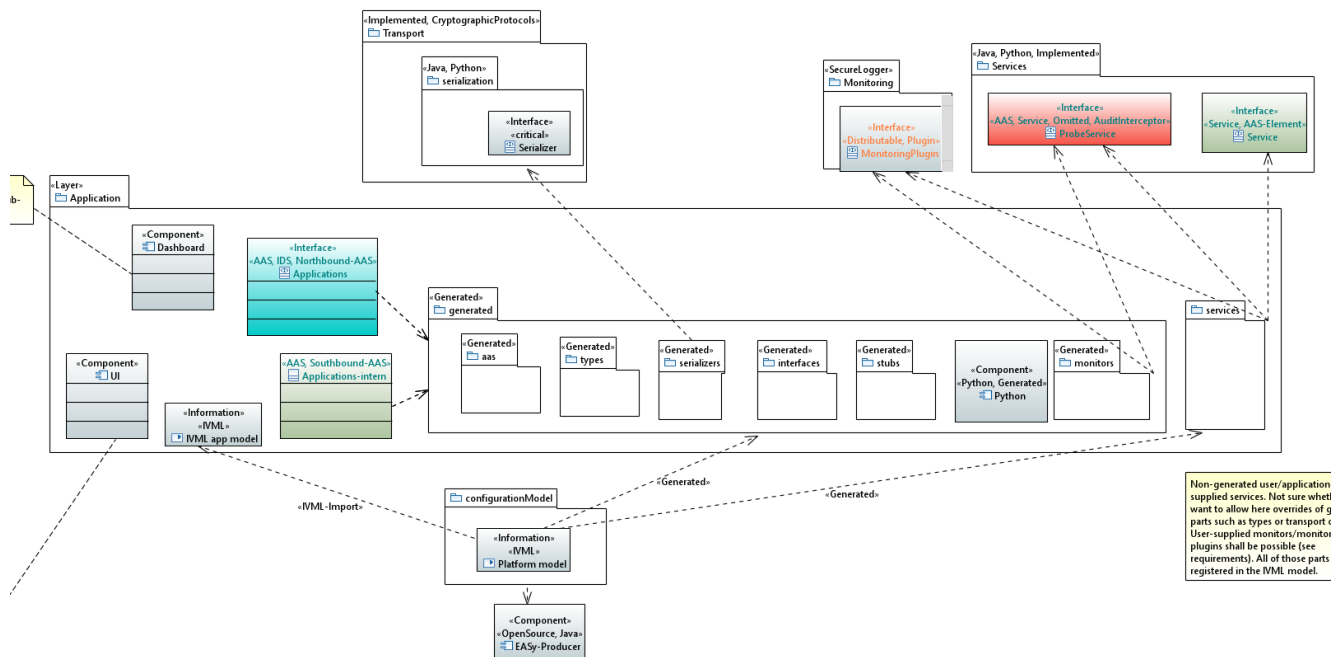 «Implemented, CryptographicProtocols»
Transport
«Java, Python»
serialization
«Interface»
«critical»
Serializer
«SecureLogger»
Monitoring
«Interface»
«Distributable, Plugin»
MonitoringPlugin
«Java, Python, Implemented»
Services
«Interface»
«AAS, Service, Omitted, AuditInterceptor»
ProbeService
«Interface»
«Service, AAS-Element»
Service
«Layer»
Application
«Component»
Dashboard
«Interface»
«AAS, IDS, Northbound-AAS»
Applications
«Component»
UI
«Information»
«IVML»
IVML app model
«AAS, Southbound-AAS»
Applications-intern
«Generated»
generated
«Generated»
aas
«Generated»
types
«Generated»
serializers
«Generated»
interfaces
«Generated»
stubs
«Component»
«Python, Generated»
Python
«Generated»
monitors
services
«IVML-Import»
«Generated»
«Generated»
configurationModel
«Information»
«IVML»
Platform model
«Component»
«OpenSource, Java»
EASy-Producer
Non-generated user/application
supplied services. Not sure
want to allow here overrides of
parts such as types or transport
User-supplied
plugins shall be possible (see
requirements). All of those parts
registered in the IVML model.